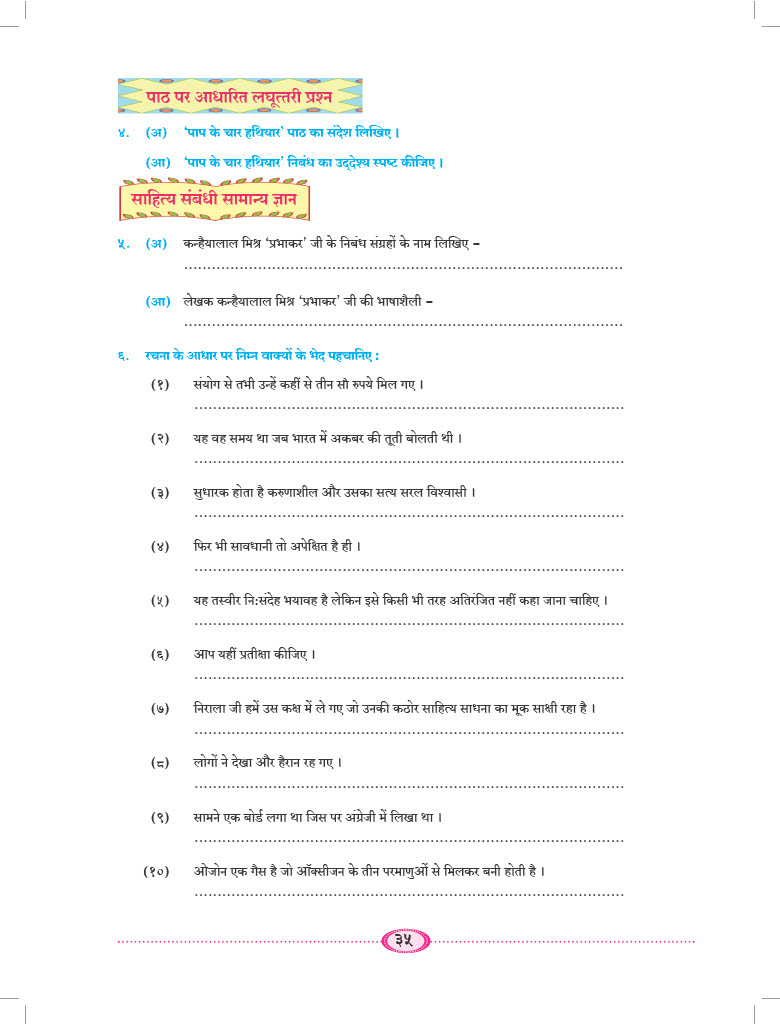 पाठ पर आधारित लघूत्तरी प्रश्न
४. (अ) ‘पाप के चार हथियार’ पाठ का संदेश लिखिए ।
(आ) ‘पाप के चार हथियार’ निबंध का उद्देश्य स्पष्ट कीजिए ।
साहित्य संबंधी सामान्य ज्ञान
५. (अ) कन्हैयालाल मिश्र ‘प्रभाकर’ जी के निबंध संग्रहों के नाम लिखिए –
(आ) लेखक कन्हैयालाल मिश्र ‘प्रभाकर’ जी की भाषाशैली –
६. रचना के आधार पर निम्न वाक्यों के भेद पहचानिए :
(१) संयोग से तभी उन्हें कहीं से तीन सौ रुपये मिल गए ।
(२) यह वह समय था जब भारत में अकबर की तूती बोलती थी ।
(३) सुधारक होता है करुणाशील और उसका सत्य सरल विश्वासी ।
(४) फिर भी सावधानी तो अपेक्षित है ही ।
(५) यह तस्वीर नि:संदेह भयावह है लेकिन इसे किसी भी तरह अतिरंजित नहीं कहा जाना चाहिए ।
(६) आप यहीं प्रतीक्षा कीजिए ।
(७) निराला जी हमें उस कक्ष में ले गए जो उनकी कठोर साहित्य साधना का मूक साक्षी रहा है ।
(८) लोगों ने देखा और हैरान रह गए ।
(९) सामने एक बोर्ड लगा था जिस पर अंग्रेजी में लिखा था ।
(१०) ओजोन एक गैस है जो ऑक्सीजन के तीन परमाणुओं से मिलकर बनी होती है ।
३५